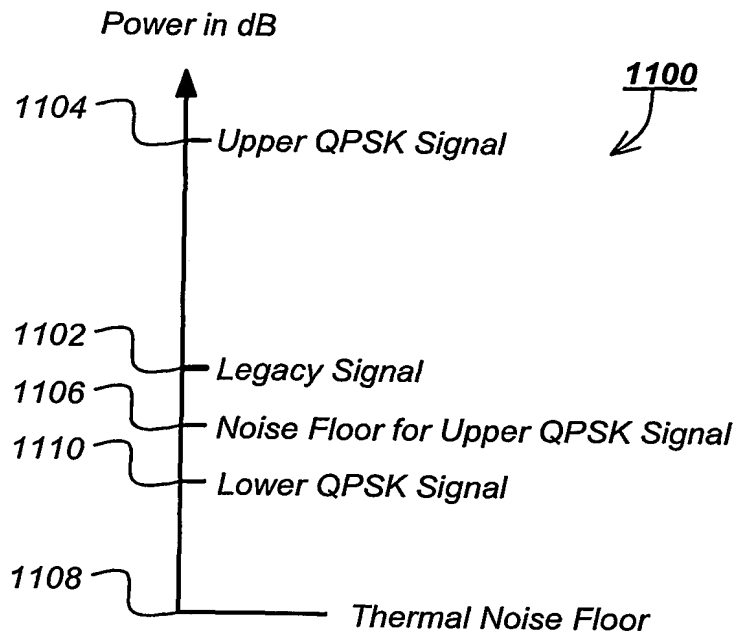 Power in dB
1100
1104
Upper QPSK Signal
1102
Legacy Signal
1106
Noise Floor for Upper QPSK Signal
1110
Lower QPSK Signal
1108
Thermal Noise Floor